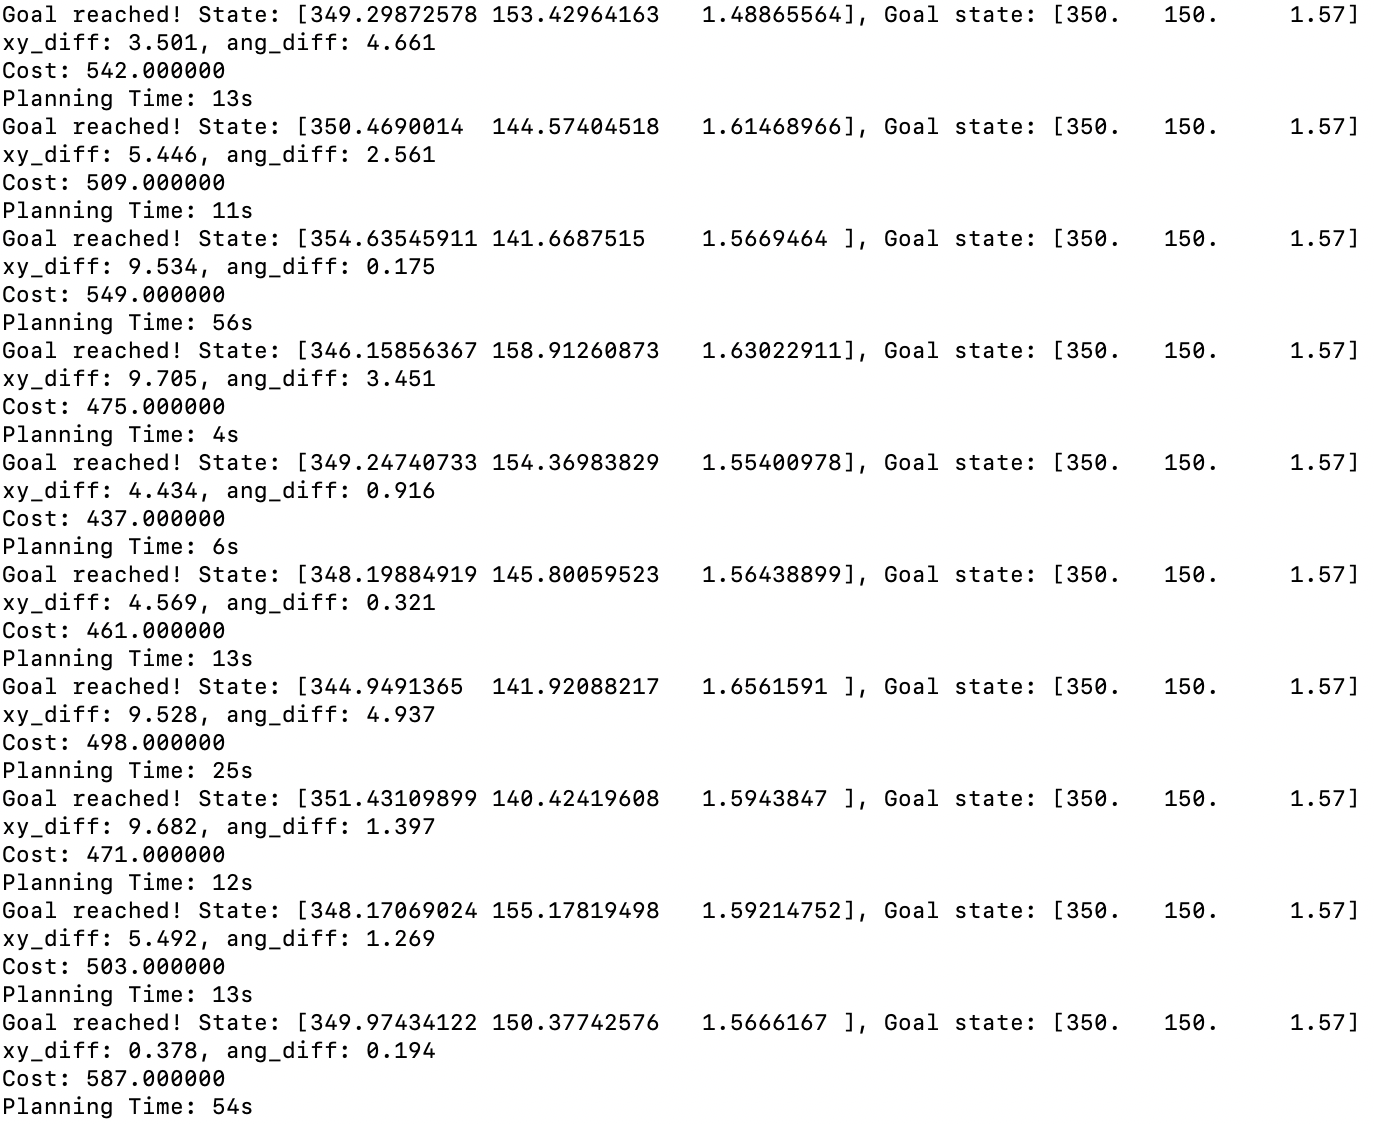 Goal reached! State: [349.29872578 153.42964163   1.48865564], Goal state: [350.   150.     1.57]
xy_diff: 3.501, ang_diff: 4.661
Cost: 542.000000
Planning Time: 13s
Goal reached! State: [350.4690014  144.57404518   1.61468966], Goal state: [350.   150.     1.57]
xy_diff: 5.446, ang_diff: 2.561
Cost: 509.000000
Planning Time: 11s
Goal reached! State: [354.63545911 141.6687515    1.5669464 ], Goal state: [350.   150.     1.57]
xy_diff: 9.534, ang_diff: 0.175
Cost: 549.000000
Planning Time: 56s
Goal reached! State: [346.15856367 158.91260873   1.63022911], Goal state: [350.   150.     1.57]
xy_diff: 9.705, ang_diff: 3.451
Cost: 475.000000
Planning Time: 4s
Goal reached! State: [349.24740733 154.36983829   1.55400978], Goal state: [350.   150.     1.57]
xy_diff: 4.434, ang_diff: 0.916
Cost: 437.000000
Planning Time: 6s
Goal reached! State: [348.19884919 145.80059523   1.56438899], Goal state: [350.   150.     1.57]
xy_diff: 4.569, ang_diff: 0.321
Cost: 461.000000
Planning Time: 13s
Goal reached! State: [344.9491365  141.92088217   1.6561591 ], Goal state: [350.   150.     1.57]
xy_diff: 9.528, ang_diff: 4.937
Cost: 498.000000
Planning Time: 25s
Goal reached! State: [351.43109899 140.42419608   1.5943847 ], Goal state: [350.   150.     1.57]
xy_diff: 9.682, ang_diff: 1.397
Cost: 471.000000
Planning Time: 12s
Goal reached! State: [348.17069024 155.17819498   1.59214752], Goal state: [350.   150.     1.57]
xy_diff: 5.492, ang_diff: 1.269
Cost: 503.000000
Planning Time: 13s
Goal reached! State: [349.97434122 150.37742576   1.5666167 ], Goal state: [350.   150.     1.57]
xy_diff: 0.378, ang_diff: 0.194
Cost: 587.000000
Planning Time: 54s